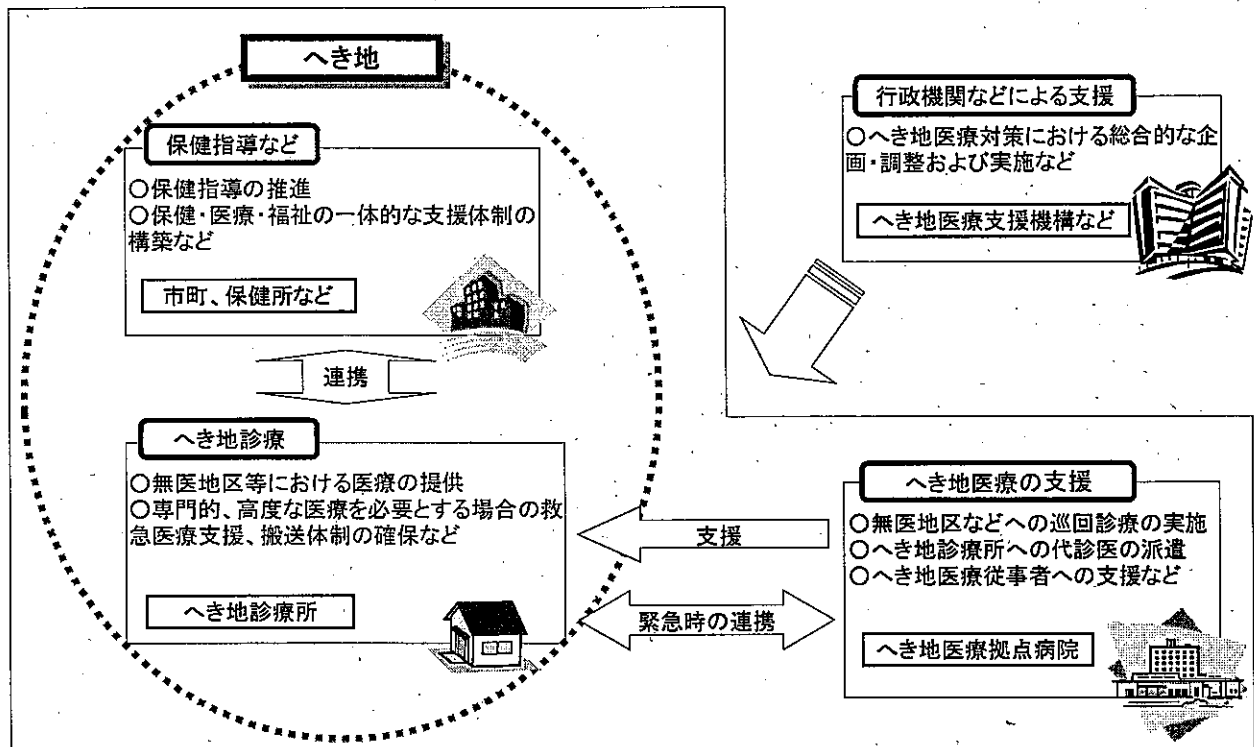 へき地
保健指導など
○保健指導の推進
○保健・医療・福祉の一体的な支援体制の
構築など
市町、保健所など
連携
へき地診療
○無医地区等における医療の提供
○専門的、高度な医療を必要とする場合の救
急医療支援、搬送体制の確保など
へき地診療所
行政機関などによる支援
○へき地医療対策における総合的な企
画・調整および実施など
へき地医療支援機構など
支援
緊急時の連携
へき地医療の支援
○無医地区などへの巡回診療の実施
○へき地診療所への代診医の派遣
○へき地医療従事者への支援など
へき地医療拠点病院